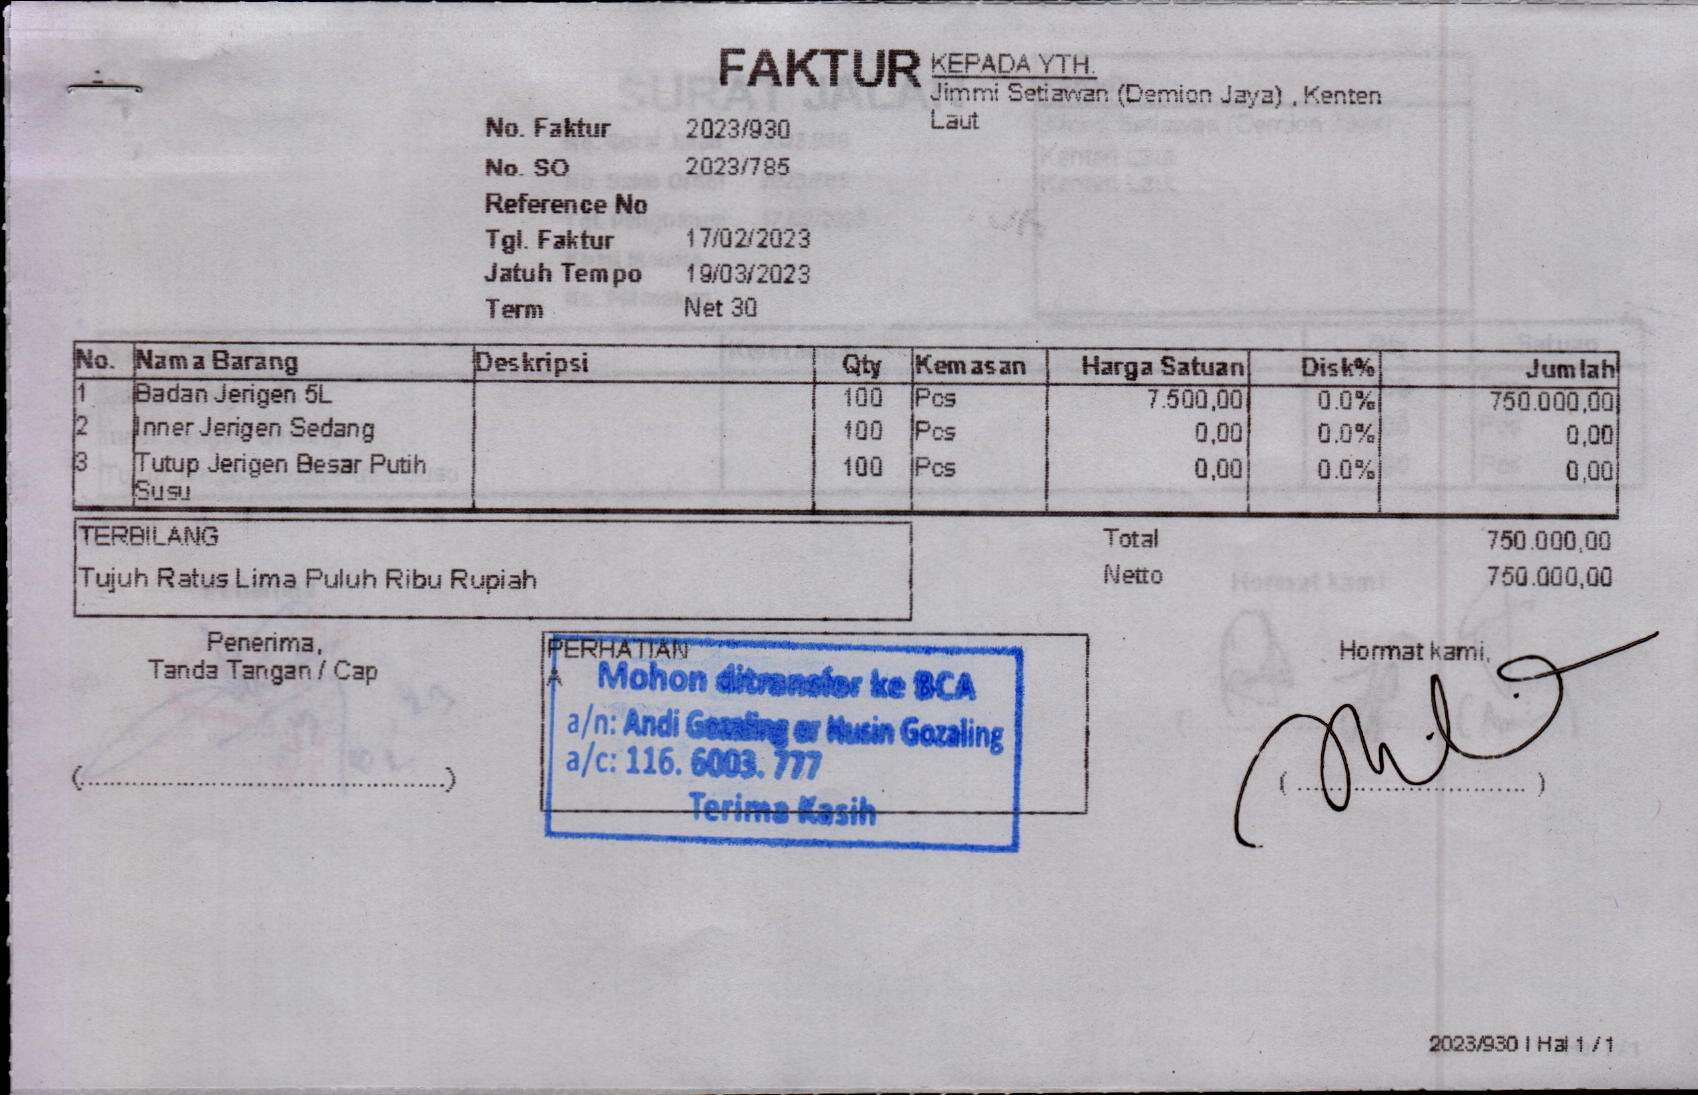 FAKTUR
KEPADA YTH.
Jimmi Setiawan (Demion Jaya) , Kenten
Laut
No. Faktur 2023/930
No. SO 2023/785
Reference No
Tgl. Faktur 17/02/2023
Jatuh Tempo 19/03/2023
Term Net 30
No. Nama Barang Deskripsi Qty Kemasan Harga Satuan Disk% Jumlah
1 Badan Jerigen 5L 100 Pcs 7.500,00 0.0% 750.000,00
2 Inner Jerigen Sedang 100 Pcs 0,00 0.0% 0,00
3 Tutup Jerigen Besar Putih 100 Pcs 0,00 0.0% 0,00
Susu
TERBILANG
Tujuh Ratus Lima Puluh Ribu Rupiah
Total 750.000,00
Netto 750.000,00
Penerima,
Tanda Tangan / Cap
PERHATIAN
A
Mohon ditransfer ke BCA
a/n: Andi Gozaling or Husin Gozaling
a/c: 116. 6003. 777
Terima Kasih
Hormat kami,
2023/930 | Hal 1 / 1